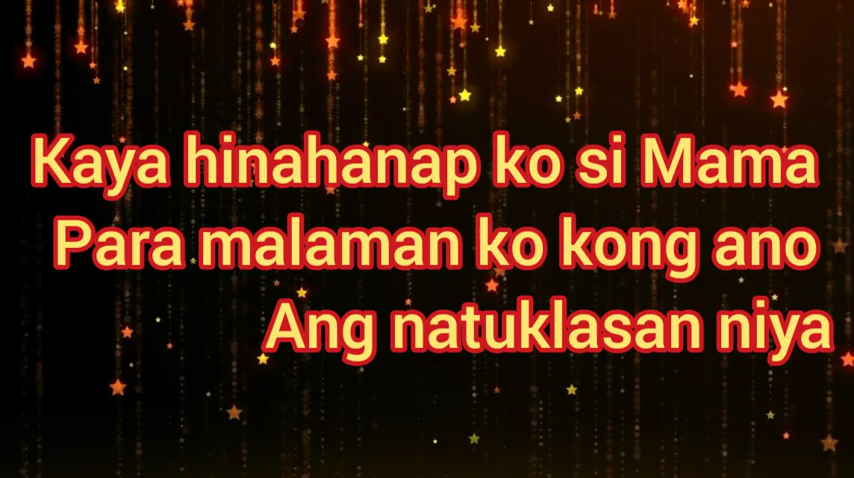 Kaya hinahanap ko si Mama
Para malaman ko kong ano
Ang natuklasan niya